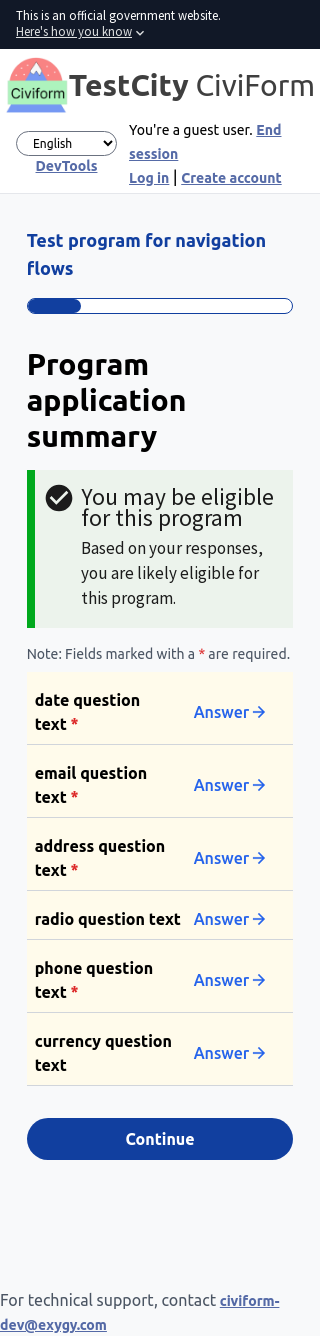 This is an official government website.
Here's how you know
Civiform
TestCity CiviForm
English
DevTools
You're a guest user. End
session
Log in | Create account
Test program for navigation
flows
Program
application
summary
You may be eligible
for this program
Based on your responses,
you are likely eligible for
this program.
Note: Fields marked with a * are required.
date question
text *
Answer
email question
text *
Answer
address question
text *
Answer
radio question text
Answer
phone question
text *
Answer
currency question
text
Answer
Continue
For technical support, contact civiform-
dev@exygy.com